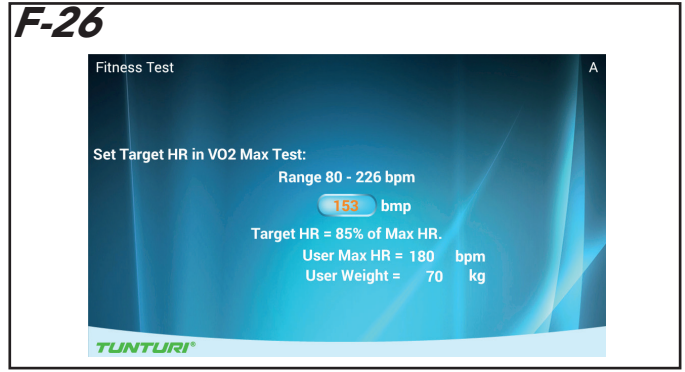 F-26
Fitness Test A
Set Target HR in VO2 Max Test:
Range 80 - 226 bpm
153 bmp
Target HR = 85% of Max HR.
User Max HR = 180 bpm
User Weight = 70 kg
TUNTURI®